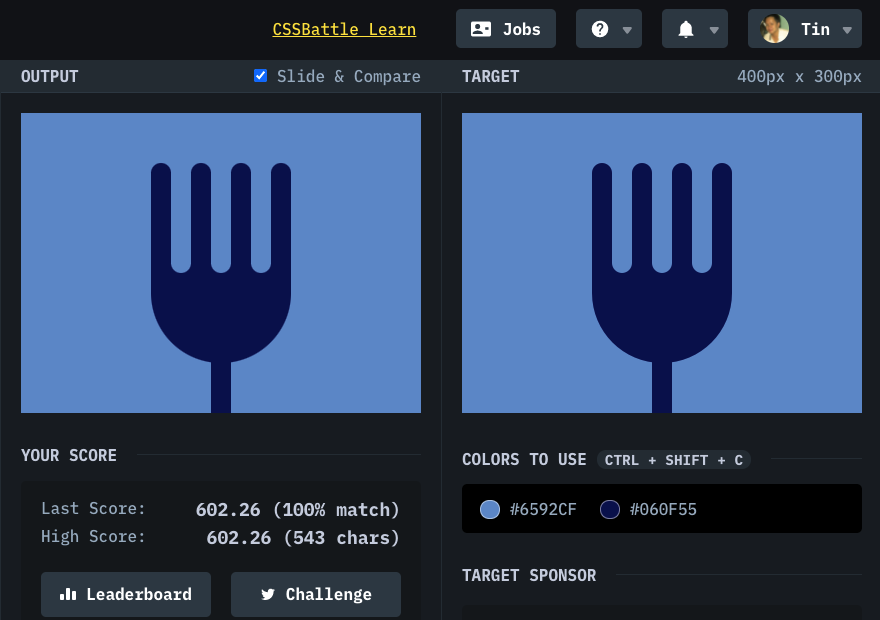 CSSBattle Learn
Jobs
Tin
OUTPUT
Slide & Compare
TARGET
400px x 300px
YOUR SCORE
Last Score: 602.26 (100% match)
High Score: 602.26 (543 chars)
Leaderboard
Challenge
COLORS TO USE CTRL + SHIFT + C
#6592CF #060F55
TARGET SPONSOR